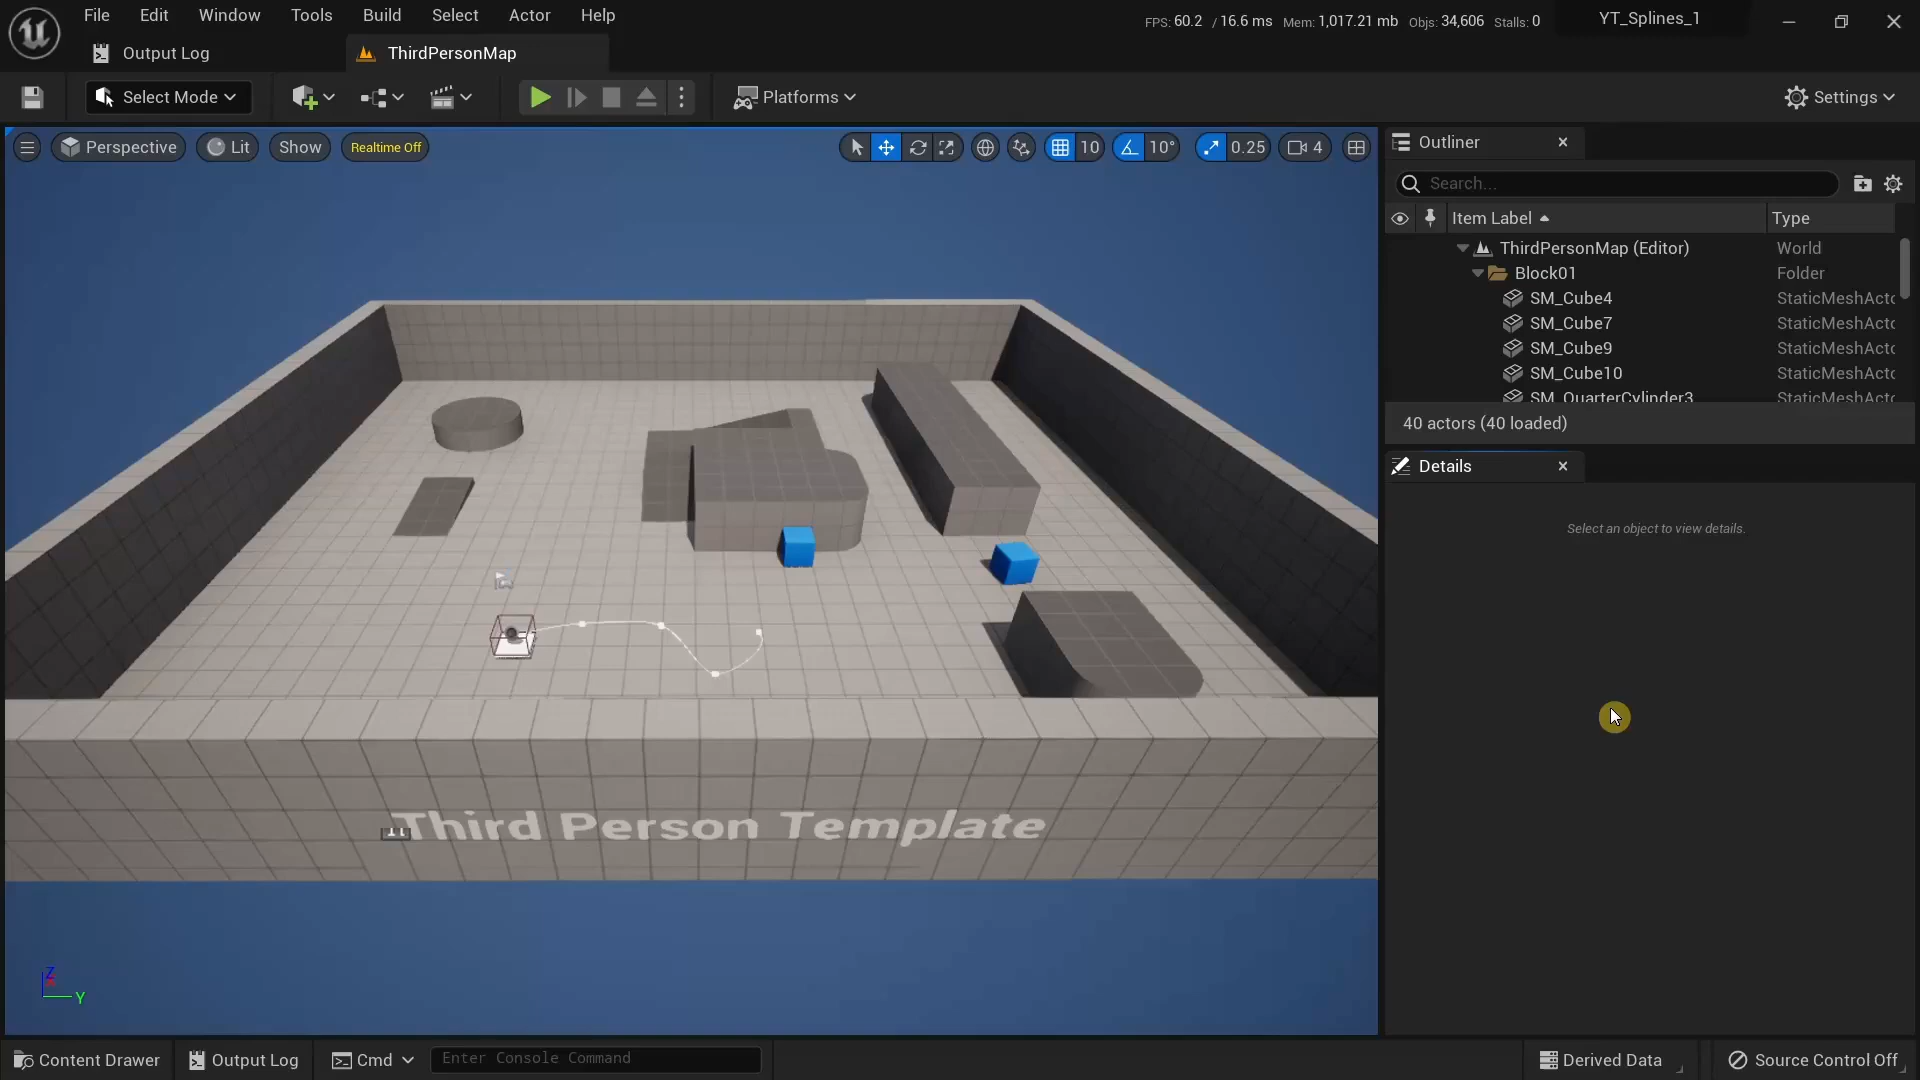 File Edit Window Tools Build Select Actor Help
FPS: 60.2 / 16.6 ms Mem: 1,017.21 mb Objs: 34,606 Stalls: 0
YT_Splines_1
Output Log
ThirdPersonMap
Select Mode
Platforms
Settings
Perspective
Lit
Show
Realtime Off
10
10°
0.25
4
Outliner
Search...
Item Label
Type
ThirdPersonMap (Editor) World
Block01 Folder
SM_Cube4 StaticMeshActo
SM_Cube7 StaticMeshActo
SM_Cube9 StaticMeshActo
SM_Cube10 StaticMeshActo
SM_QuarterCylinder3 StaticMeshActo
40 actors (40 loaded)
Details
Select an object to view details.
Third Person Template
Z
Y
Content Drawer
Output Log
Cmd
Enter Console Command
Derived Data
Source Control Off